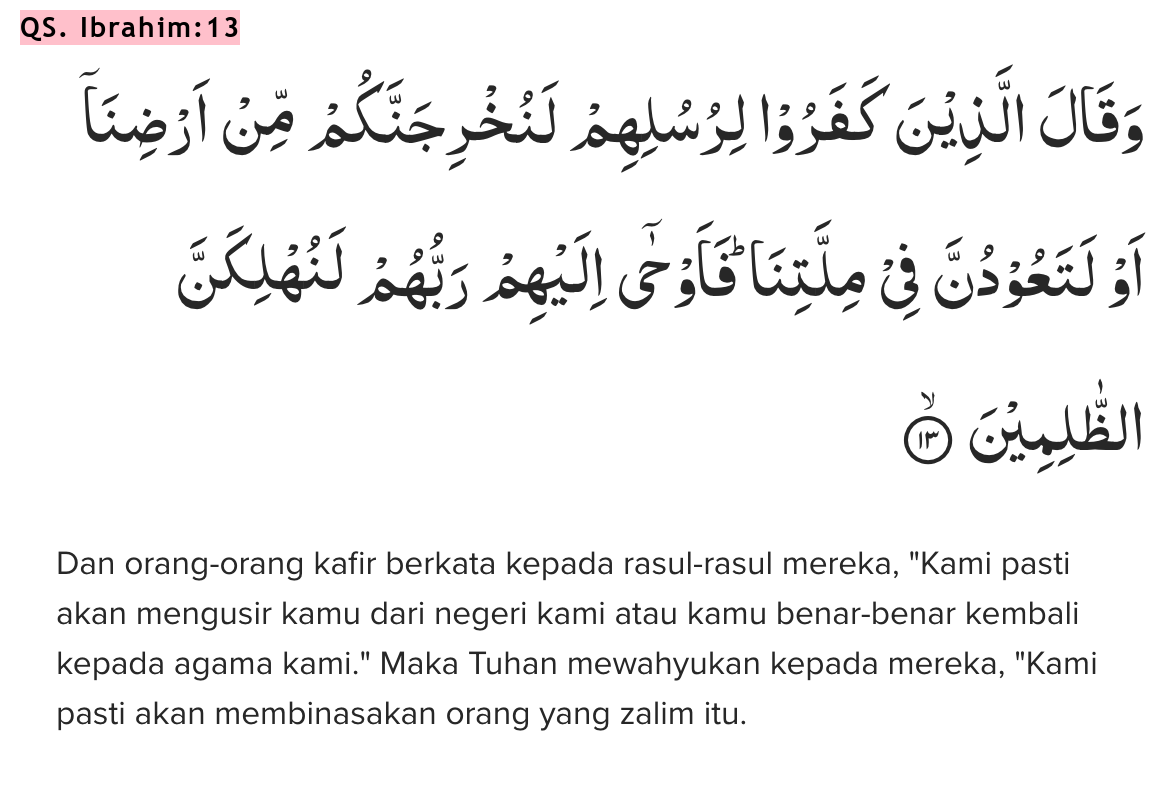 QS. Ibrahim:13
وَقَالَ الَّذِيْنَ كَفَرُوْا لِرُسُلِهِمْ لَنُخْرِجَنَّكُمْ مِّنْ اَرْضِنَآ
اَوْ لَتَعُوْدُنَّ فِيْ مِلَّتِنَاۗ فَاَوْحٰٓى اِلَيْهِمْ رَبُّهُمْ لَنُهْلِكَنَّ
الظّٰلِمِيْنَ ۙ ١٣
Dan orang-orang kafir berkata kepada rasul-rasul mereka, "Kami pasti
akan mengusir kamu dari negeri kami atau kamu benar-benar kembali
kepada agama kami." Maka Tuhan mewahyukan kepada mereka, "Kami
pasti akan membinasakan orang yang zalim itu.